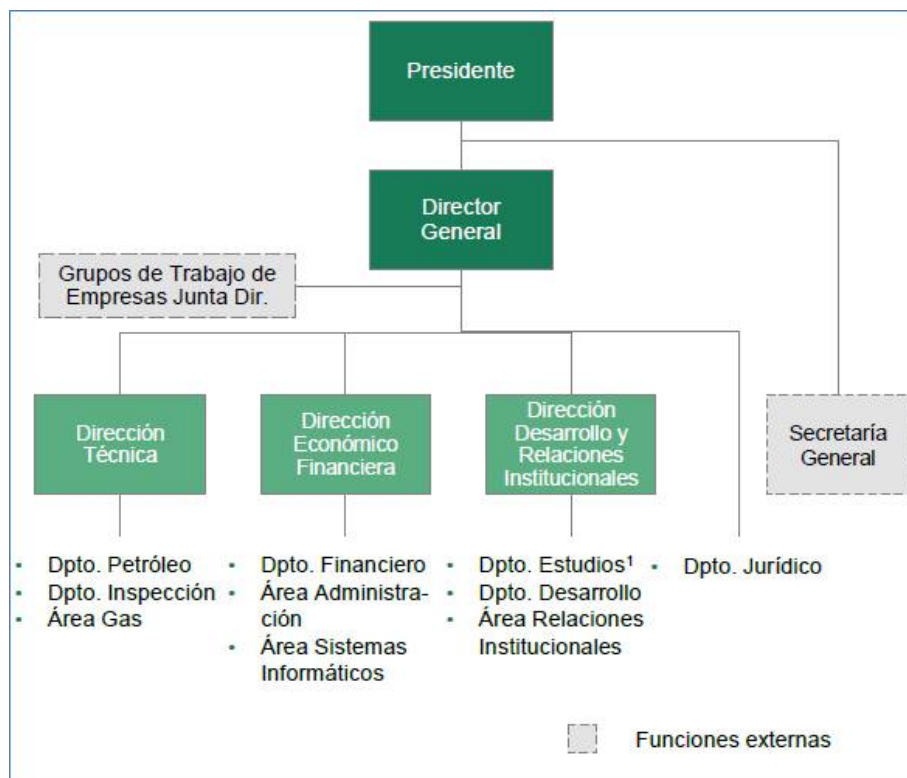 Presidente
Director
General
Grupos de Trabajo de
Empresas Junta Dir.
Dirección
Técnica
Dirección
Económico
Financiera
Dirección
Desarrollo y
Relaciones
Institucionales
Secretaría
General
• Dpto. Petróleo
• Dpto. Inspección
• Área Gas
• Dpto. Financiero
• Área Administra-
ción
• Área Sistemas
Informáticos
• Dpto. Estudios¹
• Dpto. Desarrollo
• Área Relaciones
Institucionales
• Dpto. Jurídico
Funciones externas